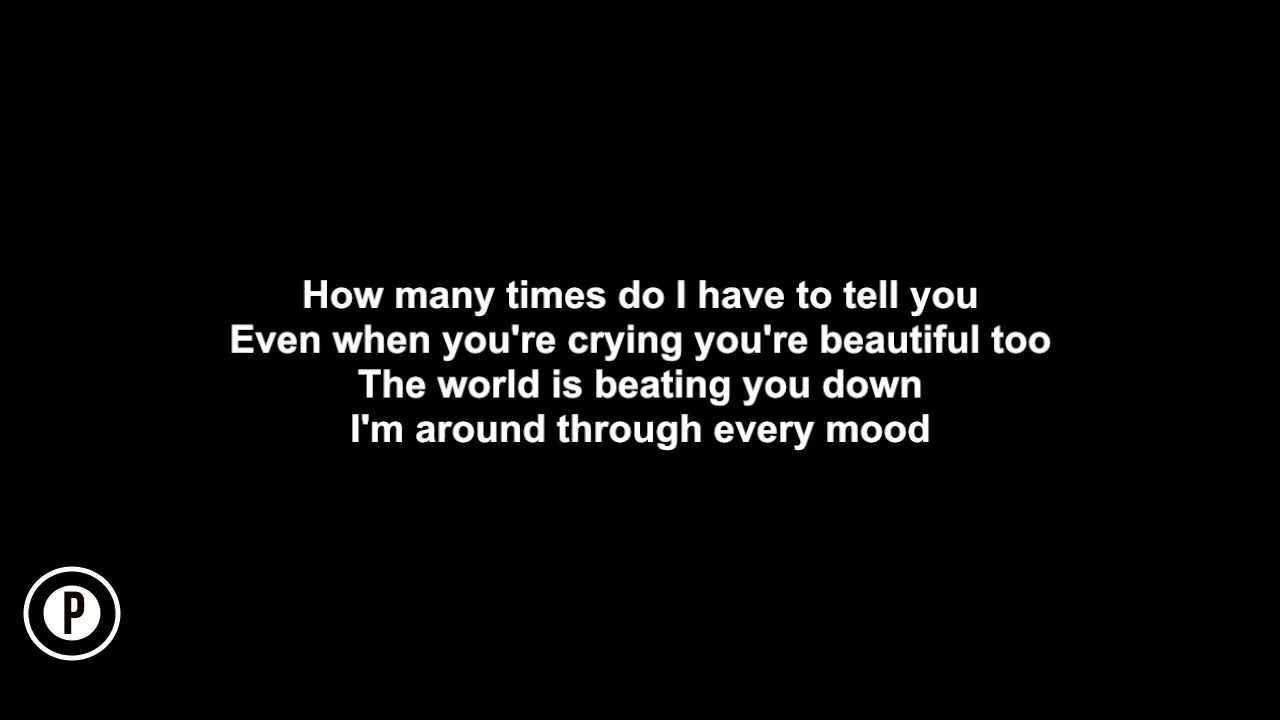 How many times do I have to tell you
Even when you're crying you're beautiful too
The world is beating you down
I'm around through every mood
P